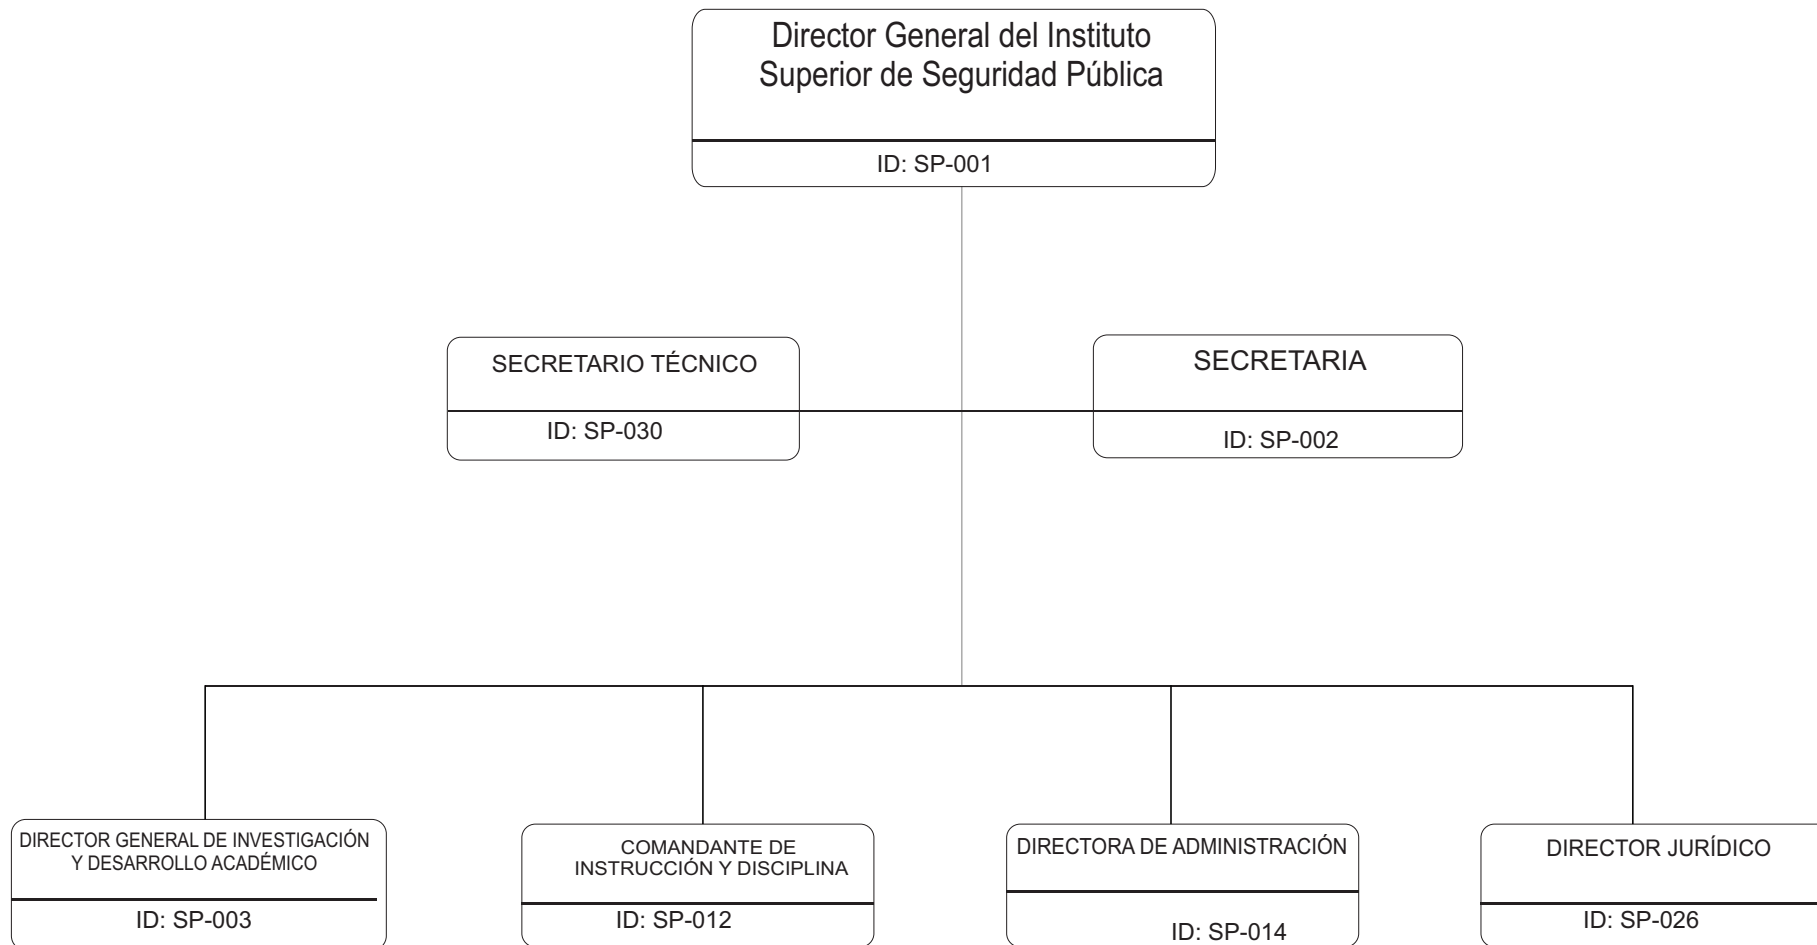 Director General del Instituto
Superior de Seguridad Pública
ID: SP-001
SECRETARIO TÉCNICO
ID: SP-030
SECRETARIA
ID: SP-002
DIRECTOR GENERAL DE INVESTIGACIÓN
Y DESARROLLO ACADÉMICO
ID: SP-003
COMANDANTE DE
INSTRUCCIÓN Y DISCIPLINA
ID: SP-012
DIRECTORA DE ADMINISTRACIÓN
ID: SP-014
DIRECTOR JURÍDICO
ID: SP-026